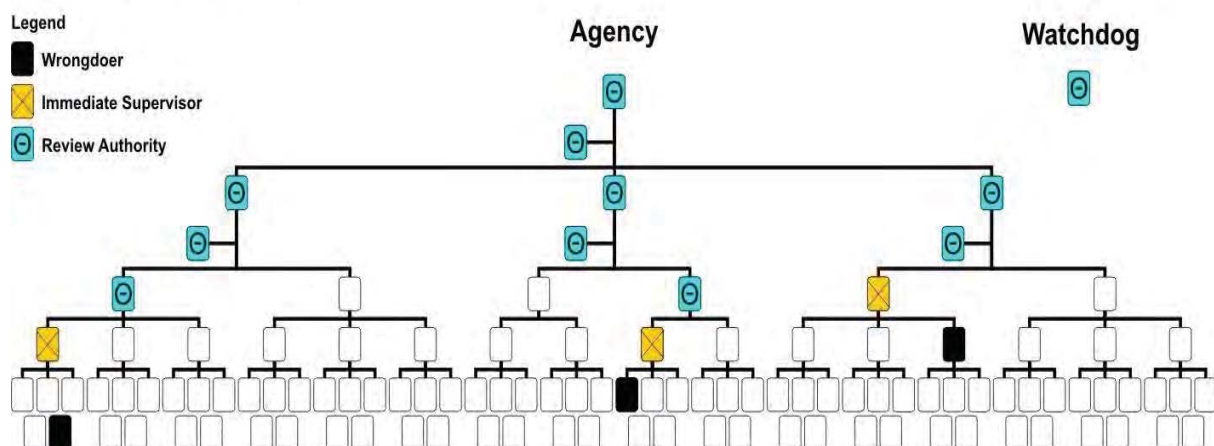 Legend
Wrongdoer
Immediate Supervisor
Review Authority
Agency
Watchdog